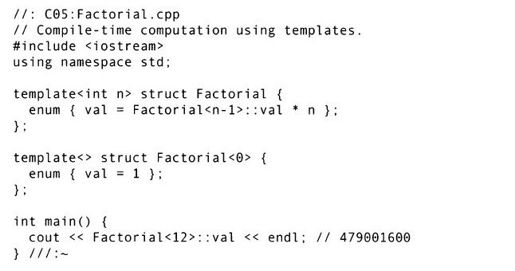 //: C05:Factorial.cpp
// Compile-time computation using templates.
#include <iostream>
using namespace std;
template<int n> struct Factorial {
enum { val = Factorial<n-1>::val * n };
};
template<> struct Factorial<0> {
enum { val = 1 };
};
int main() {
cout << Factorial<12>::val << endl; // 479001600
} ///:~